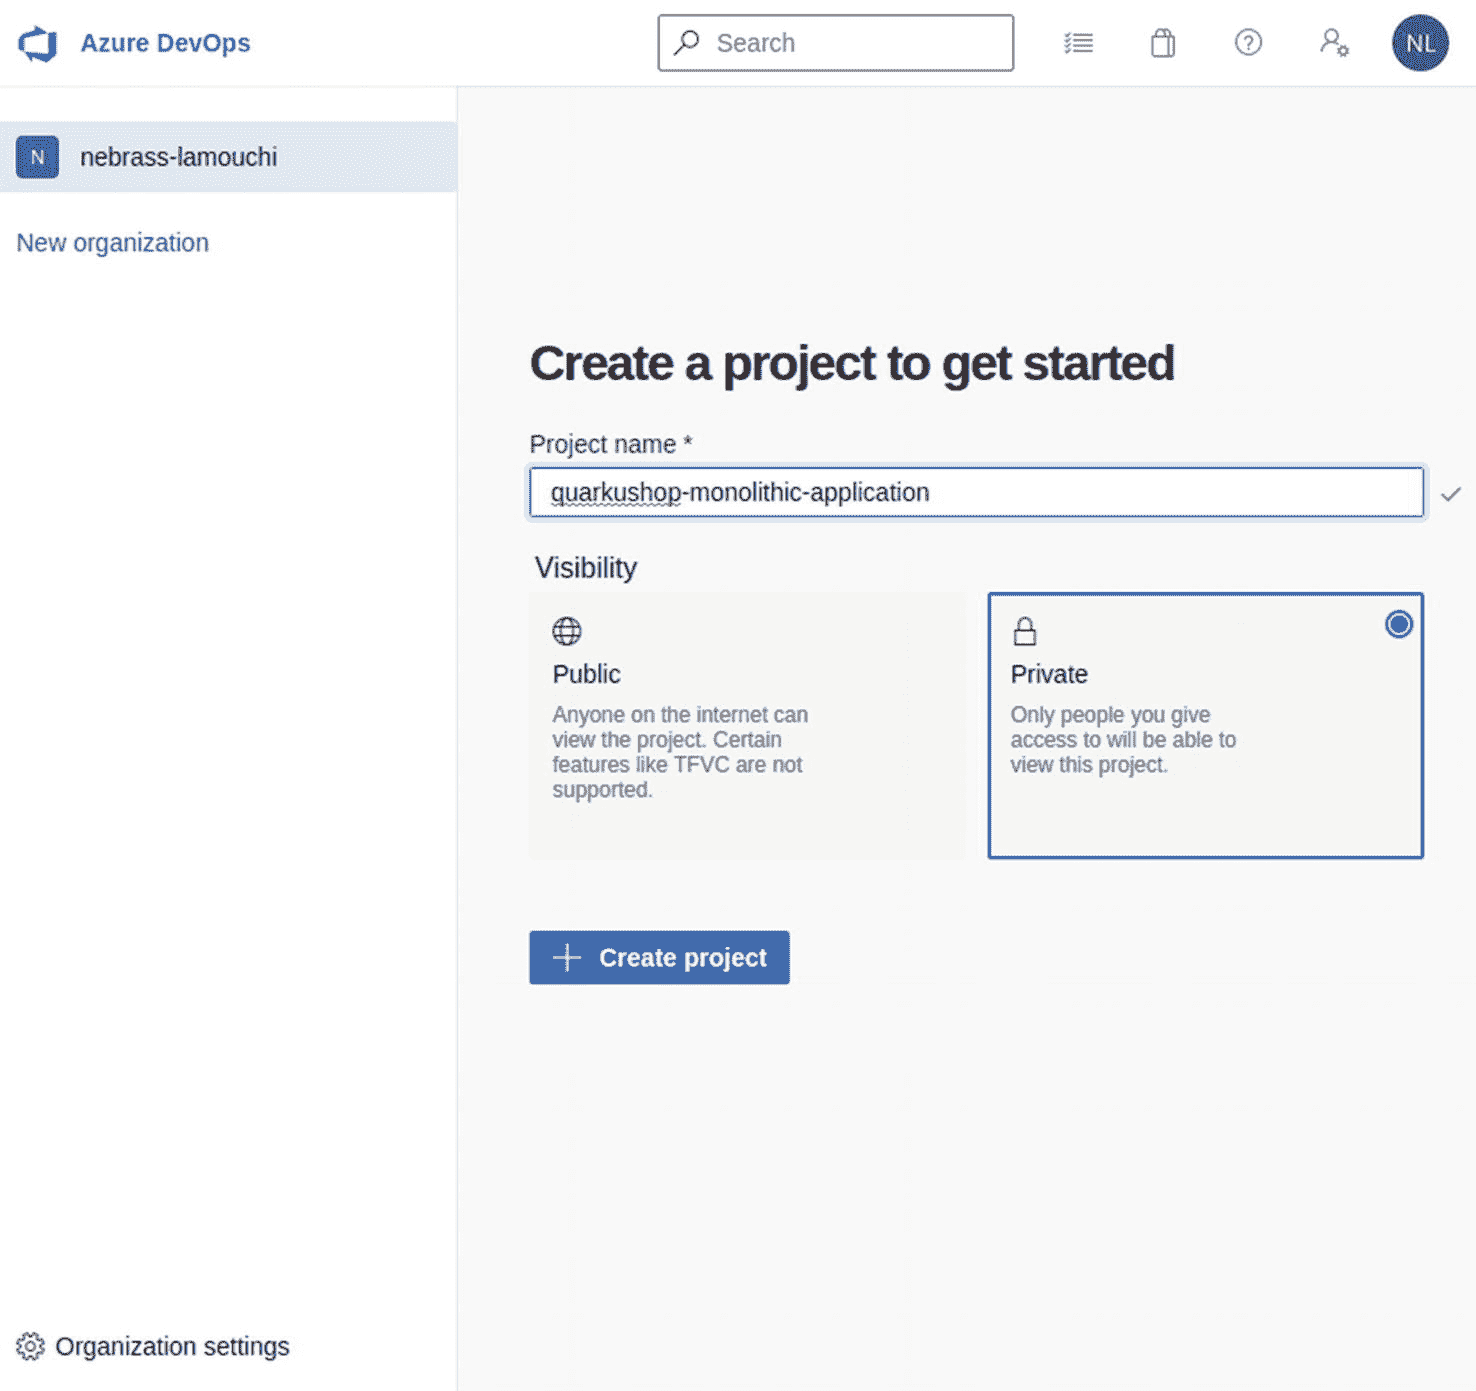 Azure DevOps
Search
NL
N
nebrass-lamouchi
New organization
Create a project to get started
Project name *
quarkushop-monolithic-application
Visibility
Public
Anyone on the internet can
view the project. Certain
features like TFVC are not
supported.
Private
Only people you give
access to will be able to
view this project.
Create project
Organization settings